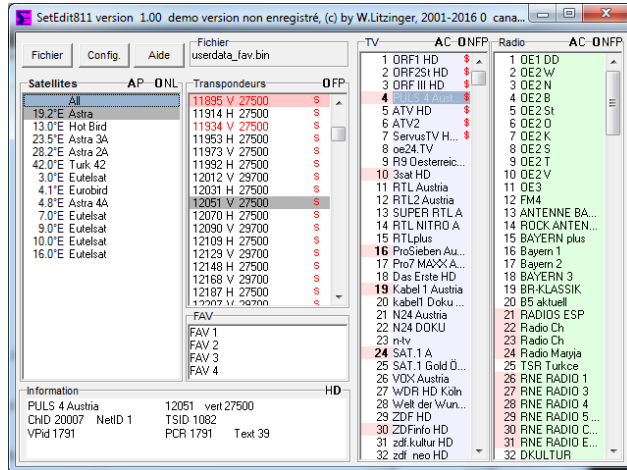 SetEdit811 version 1.00 demo version non enregistré, (c) by W.Litzinger, 2001-2016 0 cana...
Fichier
Config.
Aide
Fichier
userdata_fav.bin
Satellites AP ONL
All
19.2°E Astra
13.0°E Hot Bird
23.5°E Astra 3A
28.2°E Astra 2A
42.0°E Turk 42
3.0°E Eutelsat
4.1°E Eurobird
4.8°E Astra 4A
7.0°E Eutelsat
9.0°E Eutelsat
10.0°E Eutelsat
16.0°E Eutelsat
Transpondeurs OFP
11895 V 27500 S
11914 H 27500 S
11934 V 27500 S
11953 H 27500 S
11973 V 27500 S
11992 H 27500 S
12012 V 29700 S
12031 H 27500 S
12051 V 27500 S
12070 H 27500 S
12090 V 29700 S
12109 H 27500 S
12129 V 29700 S
12148 H 27500 S
12168 V 29700 S
12187 H 27500 S
12207 V 29700 S
FAV
FAV 1
FAV 2
FAV 3
FAV 4
Information HD
PULS 4 Austria 12051 vert 27500
ChID 20007 NetID 1 TSID 1082
VPid 1791 PCR 1791 Text 39
TV AC-ONFP
1 ORF1 HD $
2 ORF2St HD $
3 ORF III HD $
4 PULS 4 Aust... $
5 ATV HD $
6 ATV2 $
7 ServusTV H... $
8 oe24.TV
9 R9 Oesterreic...
10 3sat HD
11 RTL Austria
12 RTL2 Austria
13 SUPER RTL A
14 RTL NITRO A
15 RTLplus
16 ProSieben Au...
17 Pro7 MAXX A...
18 Das Erste HD
19 Kabel 1 Austria
20 kabel1 Doku ...
21 N24 Austria
22 N24 DOKU
23 n-tv
24 SAT.1 A
25 SAT.1 Gold Ö...
26 VOX Austria
27 WDR HD Köln
28 Welt der Wun...
29 ZDF HD
30 ZDFinfo HD
31 zdf.kultur HD
32 zdf_neo HD
Radio AC-ONFP
1 OE1 DD
2 OE2 W
3 OE2 N
4 OE2 B
5 OE2 St
6 OE2 O
7 OE2 K
8 OE2 S
9 OE2 T
10 OE2 V
11 OE3
12 FM4
13 ANTENNE BA...
14 ROCK ANTEN...
15 BAYERN plus
16 Bayern 1
17 Bayern 2
18 BAYERN 3
19 BR-KLASSIK
20 B5 aktuell
21 RADIOS ESP
22 Radio Ch
23 Radio Ch
24 Radio Maryja
25 TSR Turkce
26 RNE RADIO 1
27 RNE RADIO 3
28 RNE RADIO 4
29 RNE RADIO 5...
30 RNE RADIO C...
31 RNE RADIO E...
32 DKULTUR